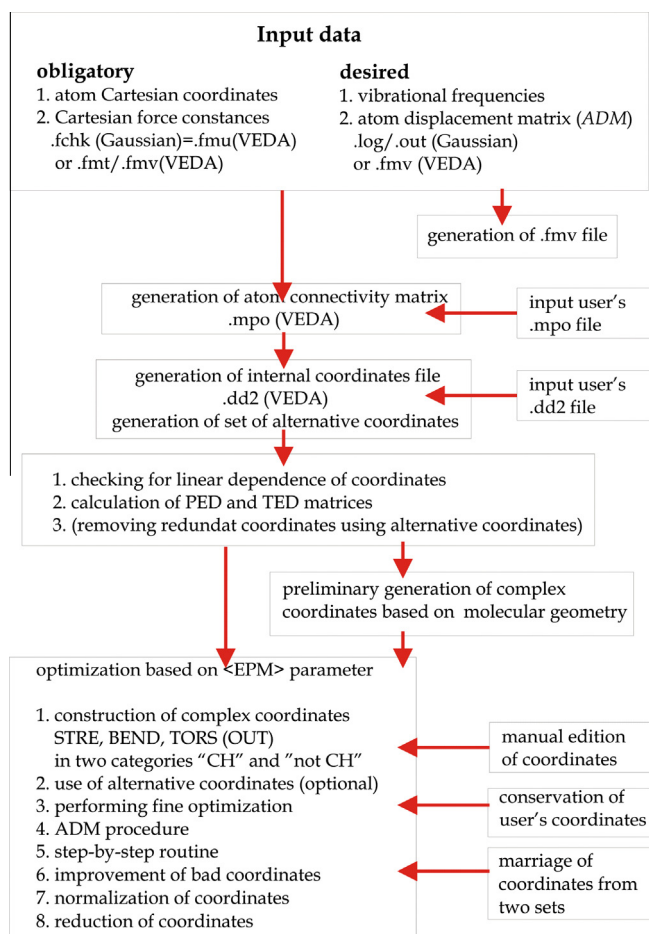 Input data
obligatory
1. atom Cartesian coordinates
2. Cartesian force constances
.fchk (Gaussian)=.fmu(VEDA)
or .fmt/.fmv(VEDA)
desired
1. vibrational frequencies
2. atom displacement matrix (ADM)
.log/.out (Gaussian)
or .fmv (VEDA)
generation of .fmv file
generation of atom connectivity matrix
.mpo (VEDA)
input user's
.mpo file
generation of internal coordinates file
.dd2 (VEDA)
generation of set of alternative coordinates
input user's
.dd2 file
1. checking for linear dependence of coordinates
2. calculation of PED and TED matrices
3. (removing redundat coordinates using alternative coordinates)
preliminary generation of complex
coordinates based on molecular geometry
optimization based on <EPM> parameter
1. construction of complex coordinates
STRE, BEND, TORS (OUT)
in two categories “CH” and ”not CH”
2. use of alternative coordinates (optional)
3. performing fine optimization
4. ADM procedure
5. step-by-step routine
6. improvement of bad coordinates
7. normalization of coordinates
8. reduction of coordinates
manual edition
of coordinates
conservation of
user's coordinates
marriage of
coordinates from
two sets